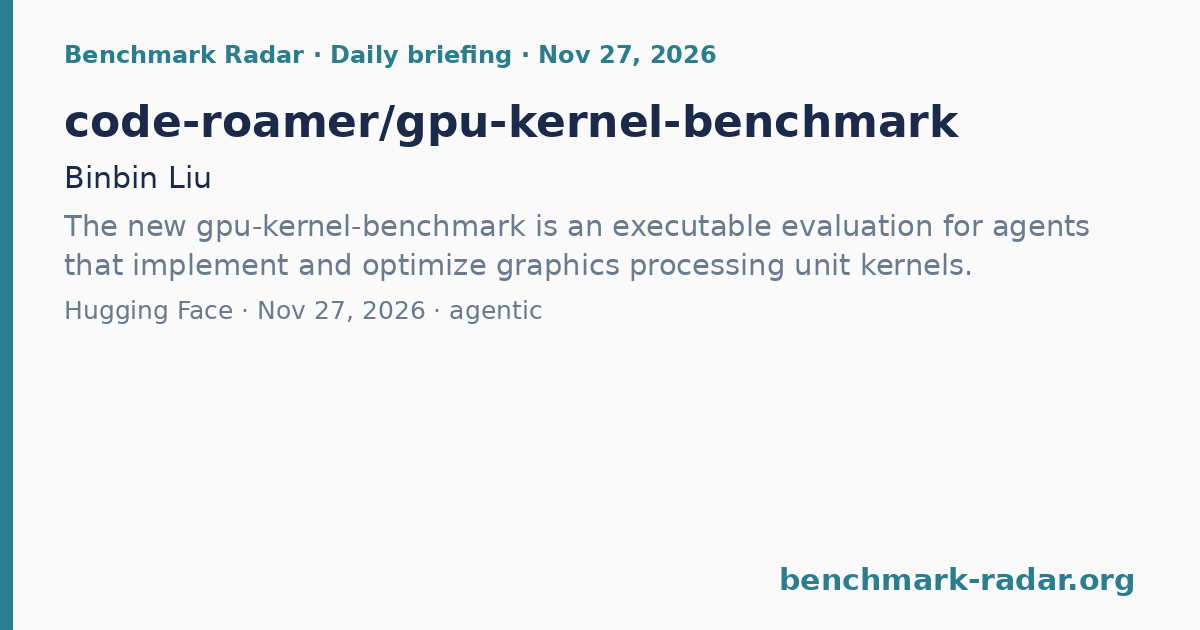 Benchmark Radar · Daily briefing · Nov 27, 2026
code-roamer/gpu-kernel-benchmark
Binbin Liu
The new gpu-kernel-benchmark is an executable evaluation for agents
that implement and optimize graphics processing unit kernels.
Hugging Face · Nov 27, 2026 · agentic
benchmark-radar.org